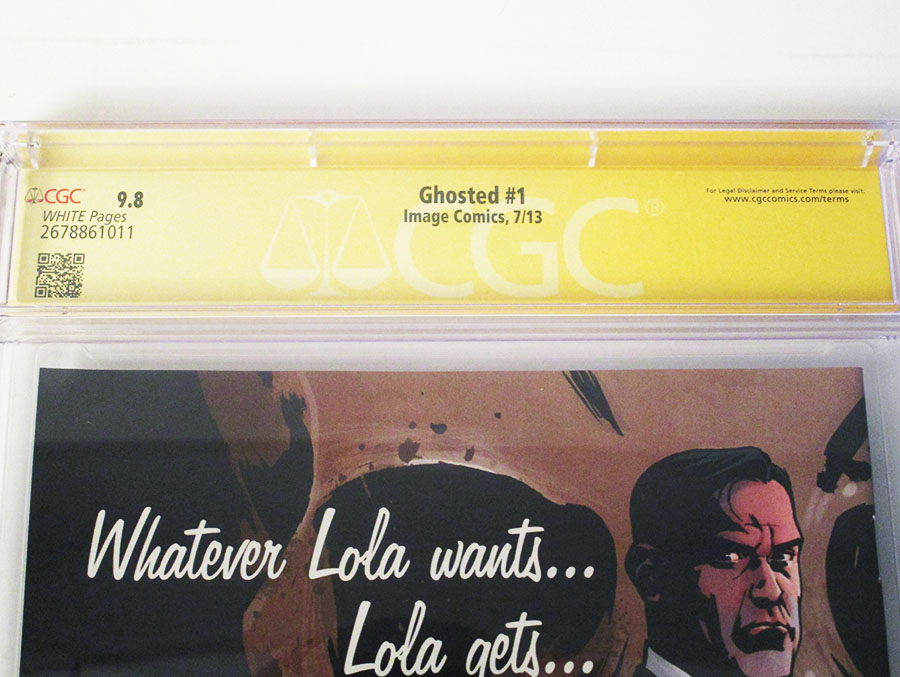 CGC
9.8
WHITE Pages
2678861011
Ghosted #1
Image Comics, 7/13
For Legal Disclaimer and Service Terms please visit:
www.cgccomics.com/terms
CGC®
Whatever Lola wants...
Lola gets...